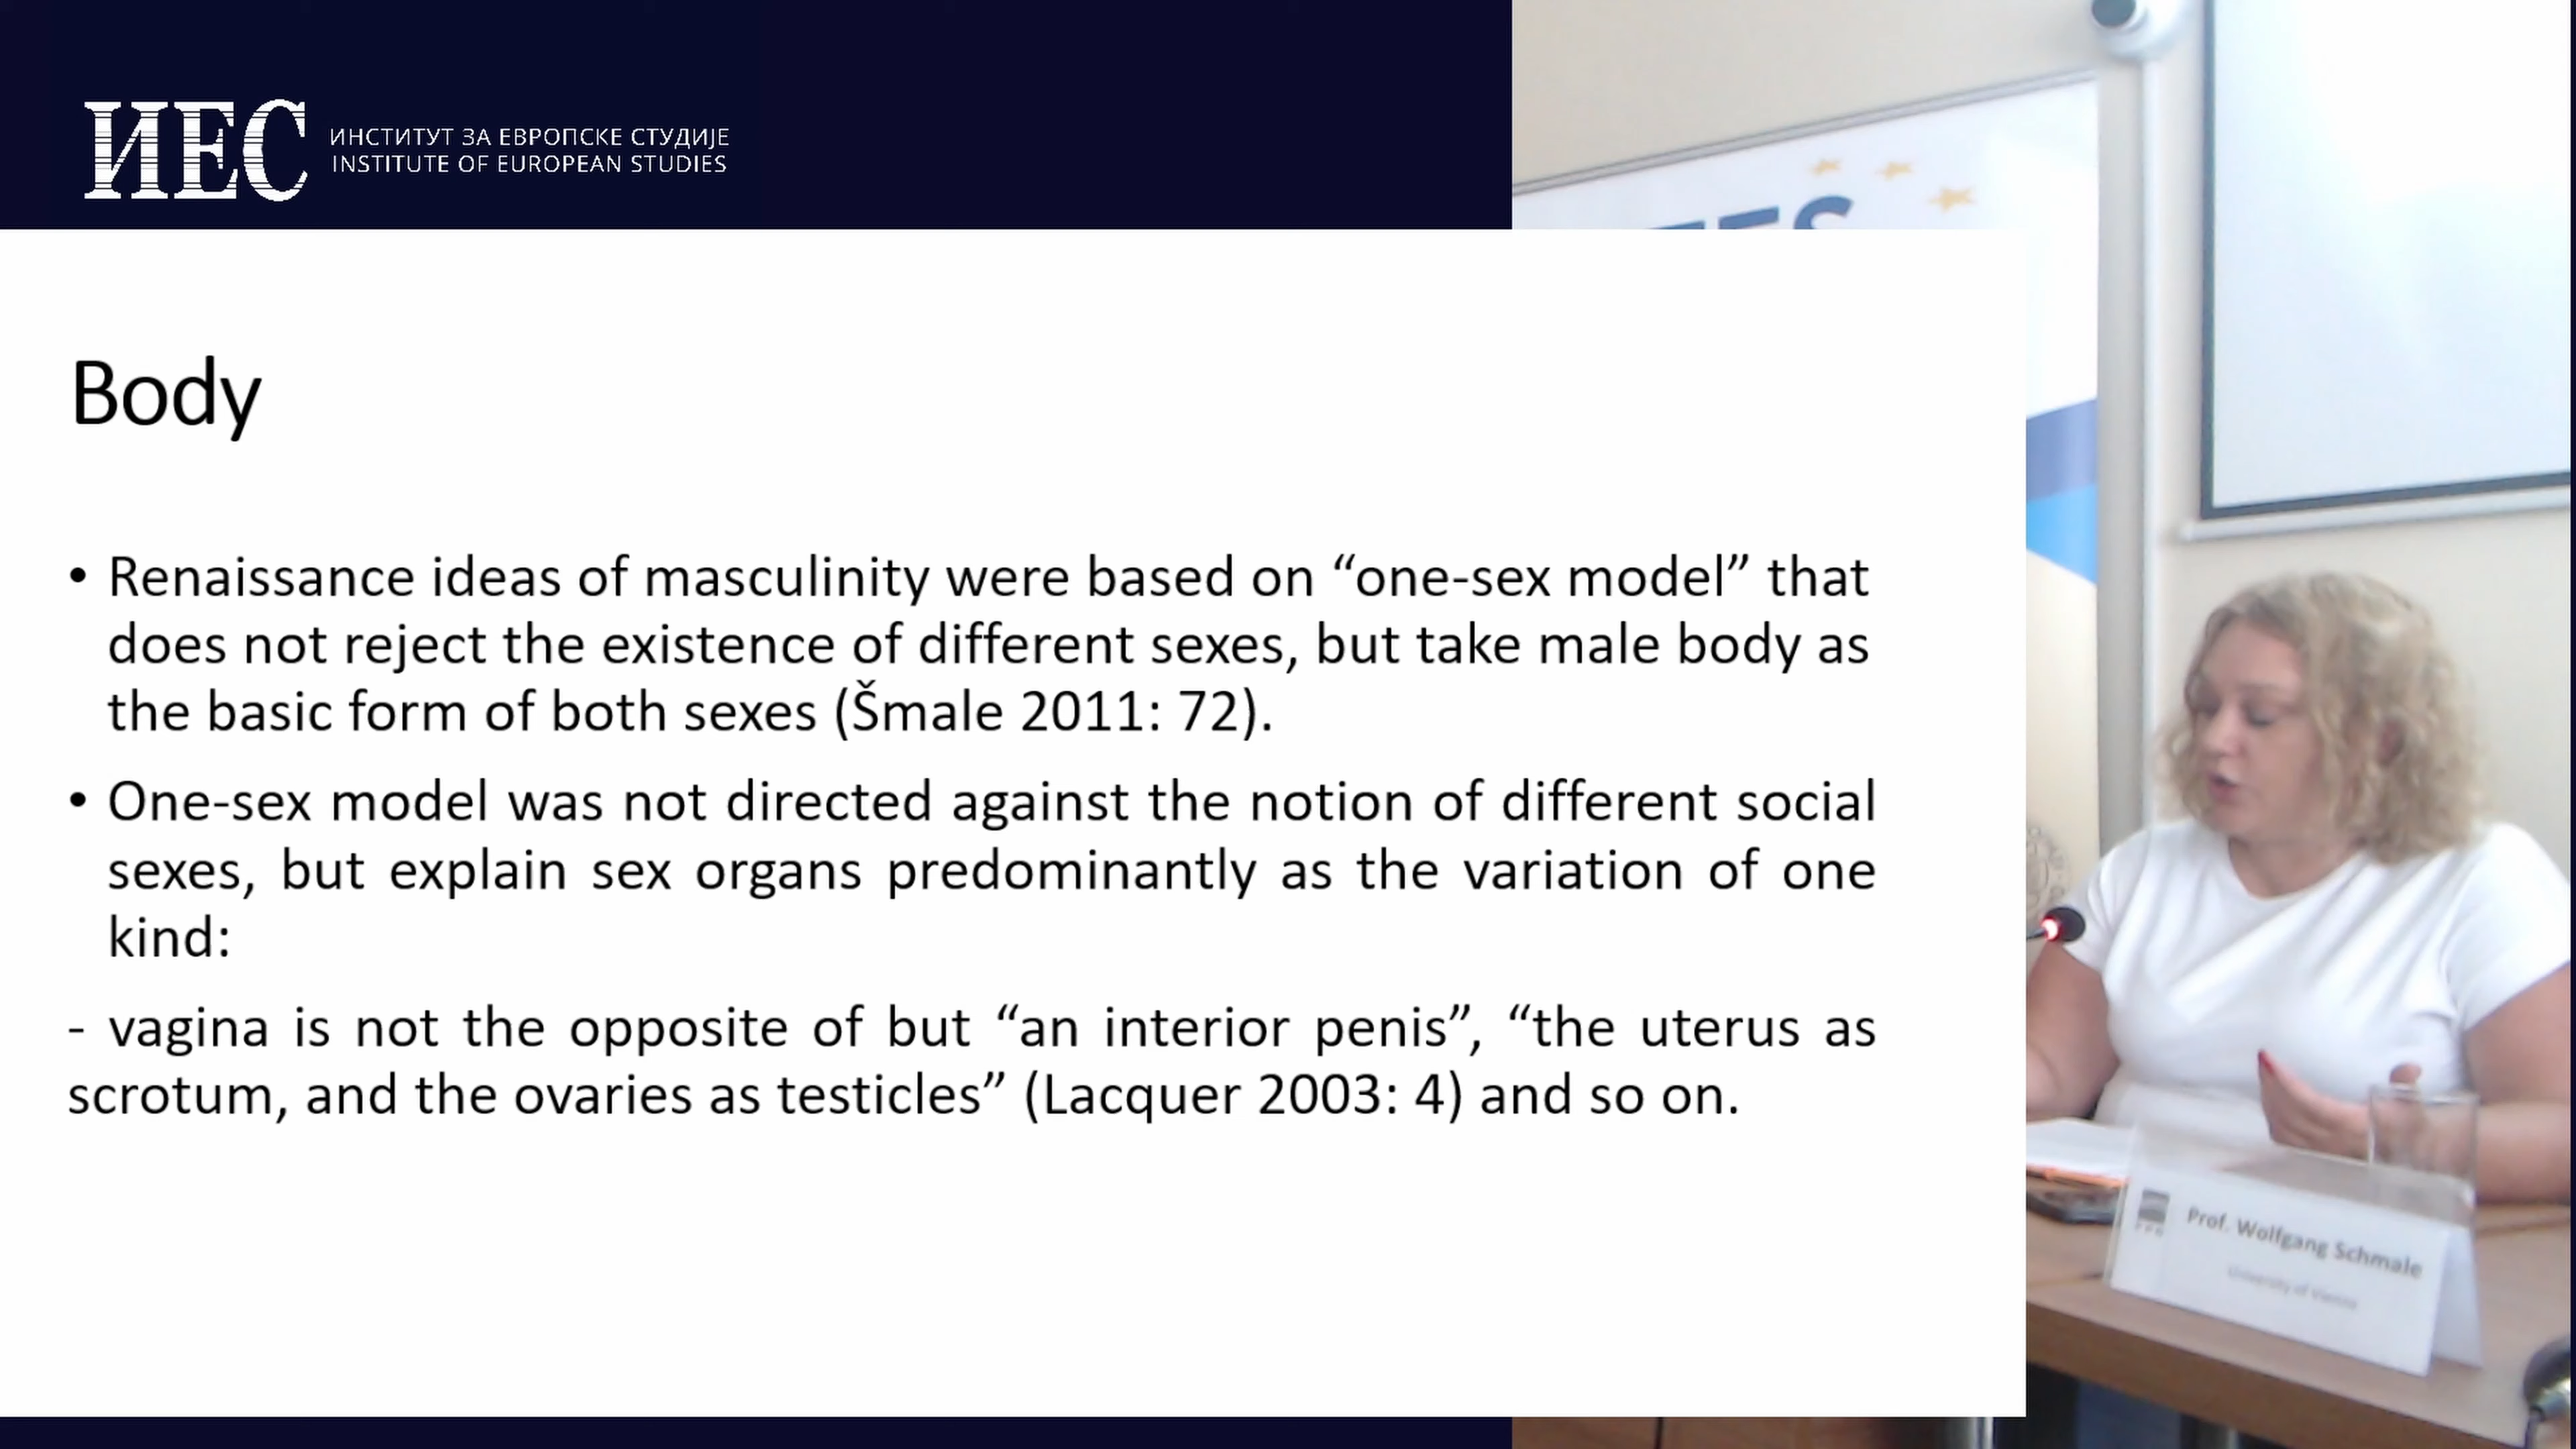 ИЕС
ИНСТИТУТ ЗА ЕВРОПСКЕ СТУДИЈЕ
INSTITUTE OF EUROPEAN STUDIES
Body
• Renaissance ideas of masculinity were based on “one-sex model” that
does not reject the existence of different sexes, but take male body as
the basic form of both sexes (Šmale 2011: 72).
• One-sex model was not directed against the notion of different social
sexes, but explain sex organs predominantly as the variation of one
kind:
- vagina is not the opposite of but “an interior penis”, “the uterus as
scrotum, and the ovaries as testicles” (Lacquer 2003: 4) and so on.
Prof. Wolfgang Schmale
University of Vienna